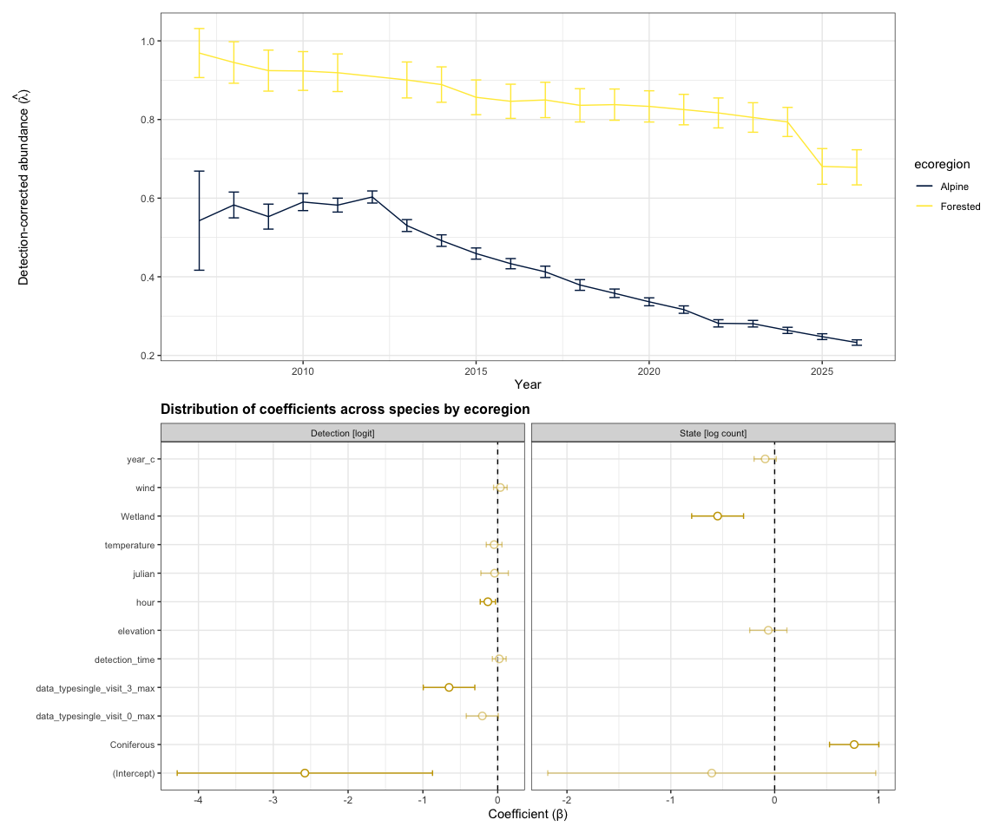 Detection-corrected abundance (λ̂)
1.0
0.8
0.6
0.4
0.2
2010 2015 2020 2025
Year
ecoregion
Alpine
Forested
Distribution of coefficients across species by ecoregion
Detection [logit] State [log count]
year_c
wind
Wetland
temperature
julian
hour
elevation
detection_time
data_typesingle_visit_3_max
data_typesingle_visit_0_max
Coniferous
(Intercept)
-4 -3 -2 -1 0 -2 -1 0 1
Coefficient (β)